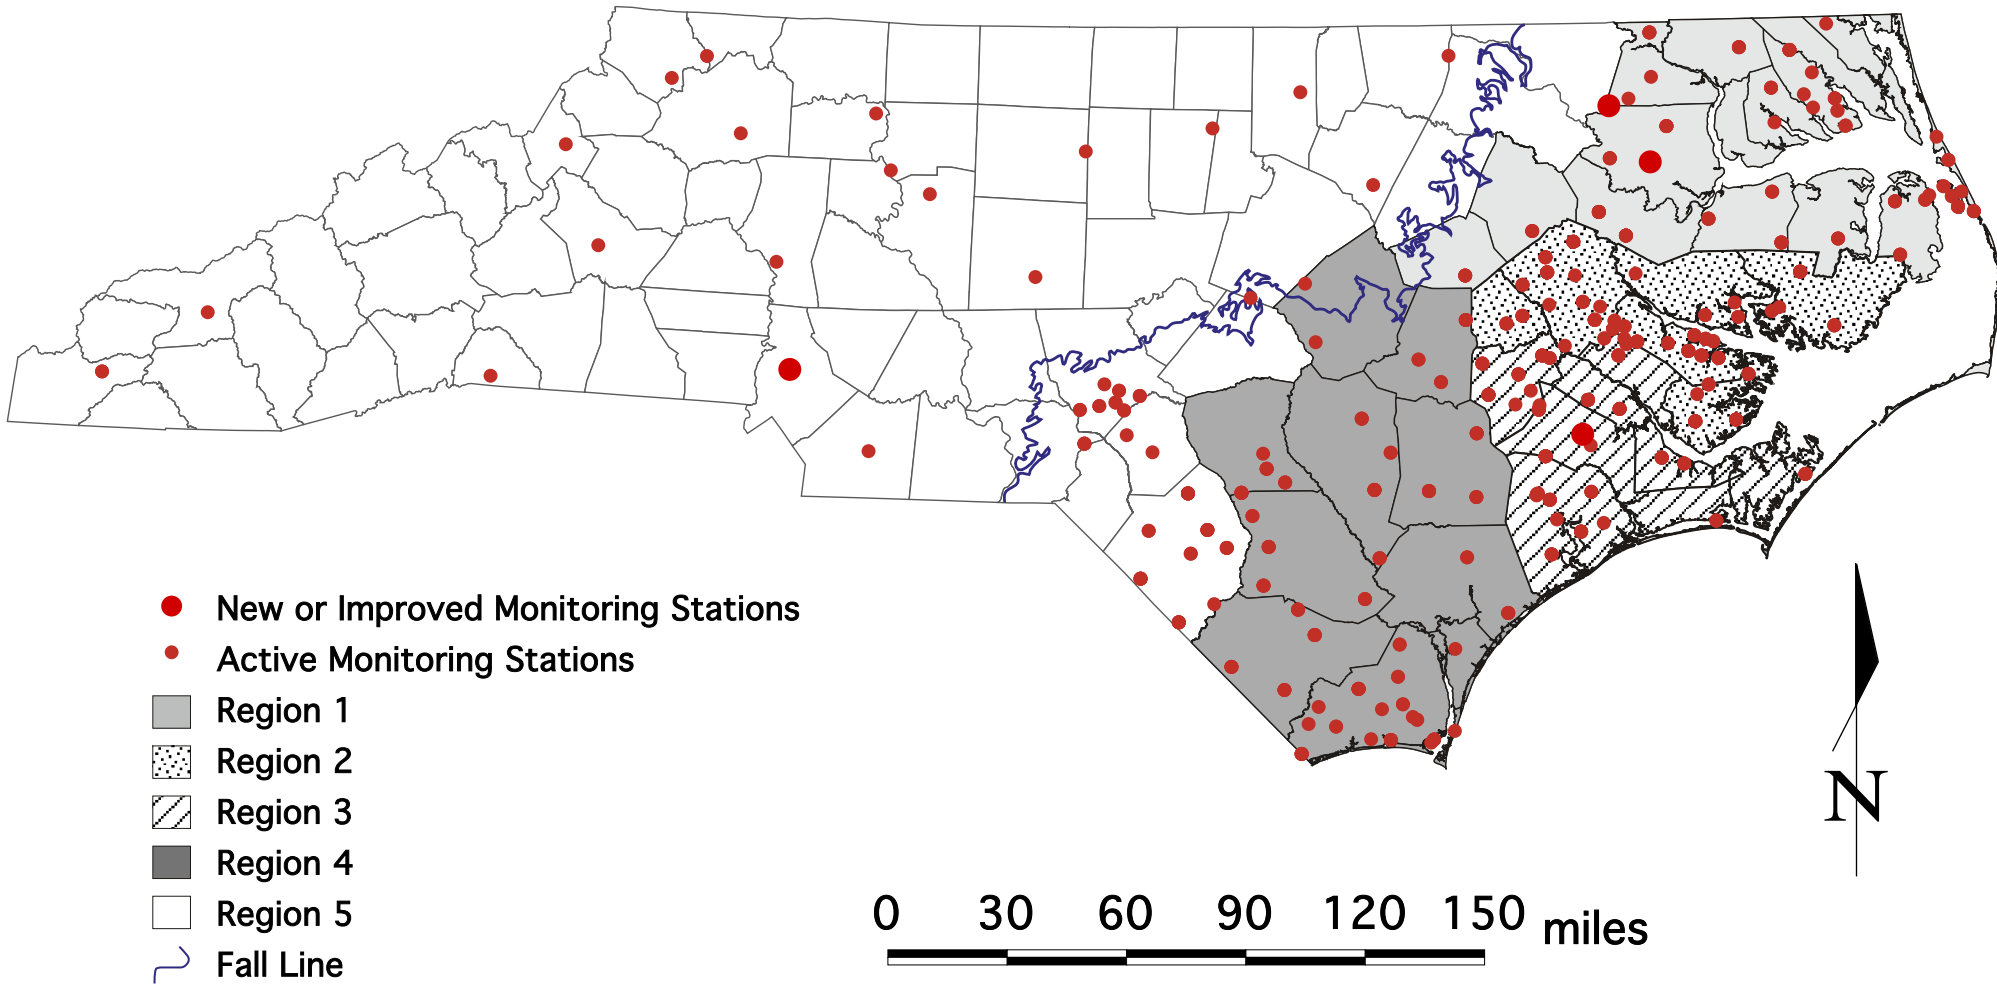 New or Improved Monitoring Stations
Active Monitoring Stations
Region 1
Region 2
Region 3
Region 4
Region 5
Fall Line
0 30 60 90 120 150 miles
N